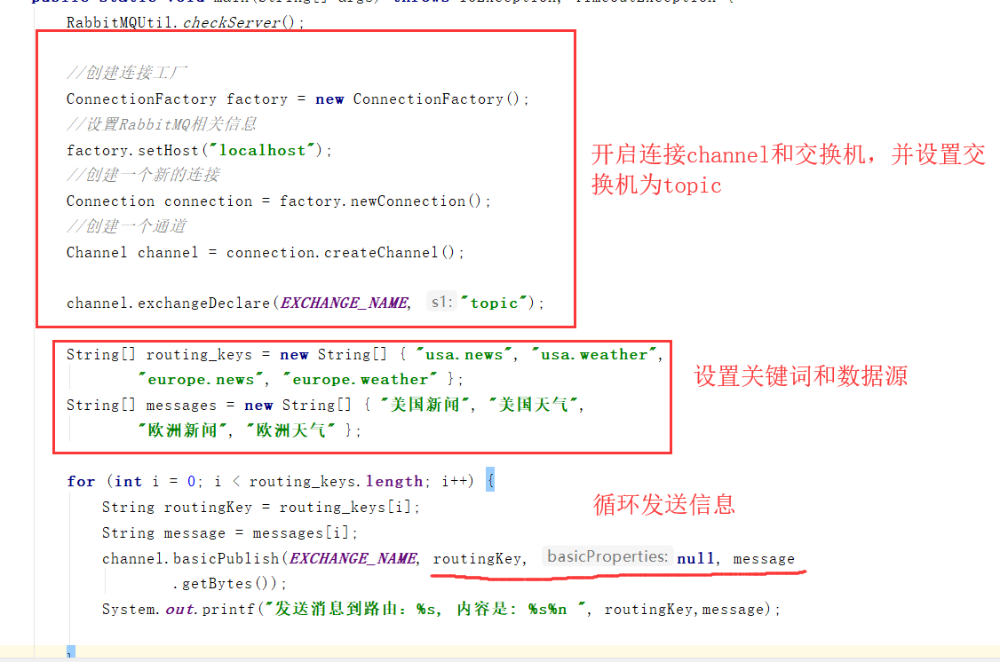 public static void main(String[] args) throws IOException, TimeoutException {
RabbitMQUtil.checkServer();
//创建连接工厂
ConnectionFactory factory = new ConnectionFactory();
//设置RabbitMQ相关信息
factory.setHost("localhost");
//创建一个新的连接
Connection connection = factory.newConnection();
//创建一个通道
Channel channel = connection.createChannel();
channel.exchangeDeclare(EXCHANGE_NAME, s1: "topic");
开启连接channel和交换机，并设置交
换机为topic
String[] routing_keys = new String[] { "usa.news", "usa.weather",
"europe.news", "europe.weather" };
String[] messages = new String[] { "美国新闻", "美国天气",
"欧洲新闻", "欧洲天气" };
设置关键词和数据源
for (int i = 0; i < routing_keys.length; i++) {
String routingKey = routing_keys[i];
String message = messages[i];
channel.basicPublish(EXCHANGE_NAME, routingKey, basicProperties: null, message
.getBytes());
System.out.printf("发送消息到路由：%s, 内容是: %s%n ", routingKey,message);
}
循环发送信息